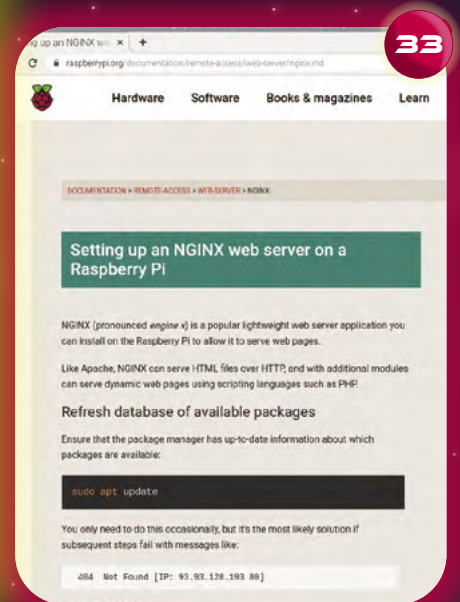 ng up an NGINX w
33
raspberrypi.org/documentation/remote-access/web-server/nginx.md
Hardware Software Books & magazines Learn
DOCUMENTATION > REMOTE-ACCESS > WEB-SERVER > NGINX
Setting up an NGINX web server on a
Raspberry Pi
NGINX (pronounced engine x) is a popular lightweight web server application you
can install on the Raspberry Pi to allow it to serve web pages.
Like Apache, NGINX can serve HTML files over HTTP, and with additional modules
can serve dynamic web pages using scripting languages such as PHP.
Refresh database of available packages
Ensure that the package manager has up-to-date information about which
packages are available:
sudo apt update
You only need to do this occasionally, but it's the most likely solution if
subsequent steps fail with messages like:
404 Not Found [IP: 93.93.128.193 80]